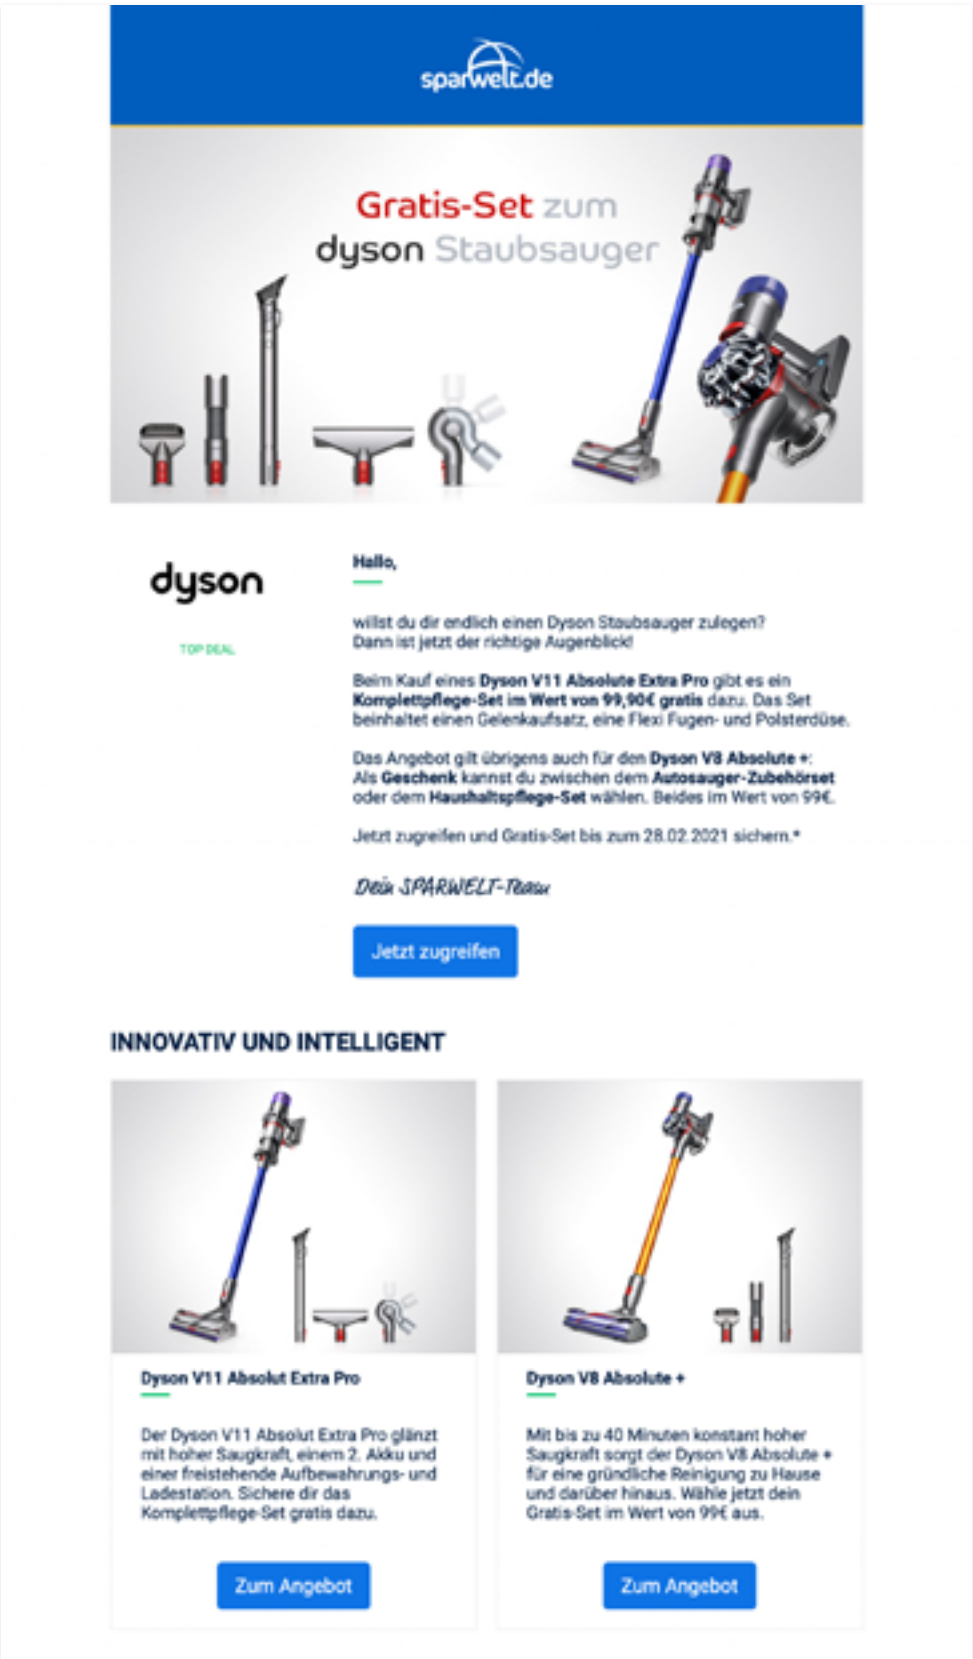 sparwelt.de
Gratis-Set zum
dyson Staubsauger
dyson
TOP DEAL
Hallo,
willst du dir endlich einen Dyson Staubsauger zulegen?
Dann ist jetzt der richtige Augenblick!
Beim Kauf eines Dyson V11 Absolute Extra Pro gibt es ein
Komplettpflege-Set im Wert von 99,90€ gratis dazu. Das Set
beinhaltet einen Gelenkaufsatz, eine Flexi Fugen- und Polsterdüse.
Das Angebot gilt übrigens auch für den Dyson V8 Absolute +:
Als Geschenk kannst du zwischen dem Autosauger-Zubehörset
oder dem Haushaltspflege-Set wählen. Beides im Wert von 99€.
Jetzt zugreifen und Gratis-Set bis zum 28.02.2021 sichern.*
Dein SPARWELT-Team
Jetzt zugreifen
INNOVATIV UND INTELLIGENT
Dyson V11 Absolut Extra Pro
Der Dyson V11 Absolut Extra Pro glänzt
mit hoher Saugkraft, einem 2. Akku und
einer freistehende Aufbewahrungs- und
Ladestation. Sichere dir das
Komplettpflege-Set gratis dazu.
Zum Angebot
Dyson V8 Absolute +
Mit bis zu 40 Minuten konstant hoher
Saugkraft sorgt der Dyson V8 Absolute +
für eine gründliche Reinigung zu Hause
und darüber hinaus. Wähle jetzt dein
Gratis-Set im Wert von 99€ aus.
Zum Angebot